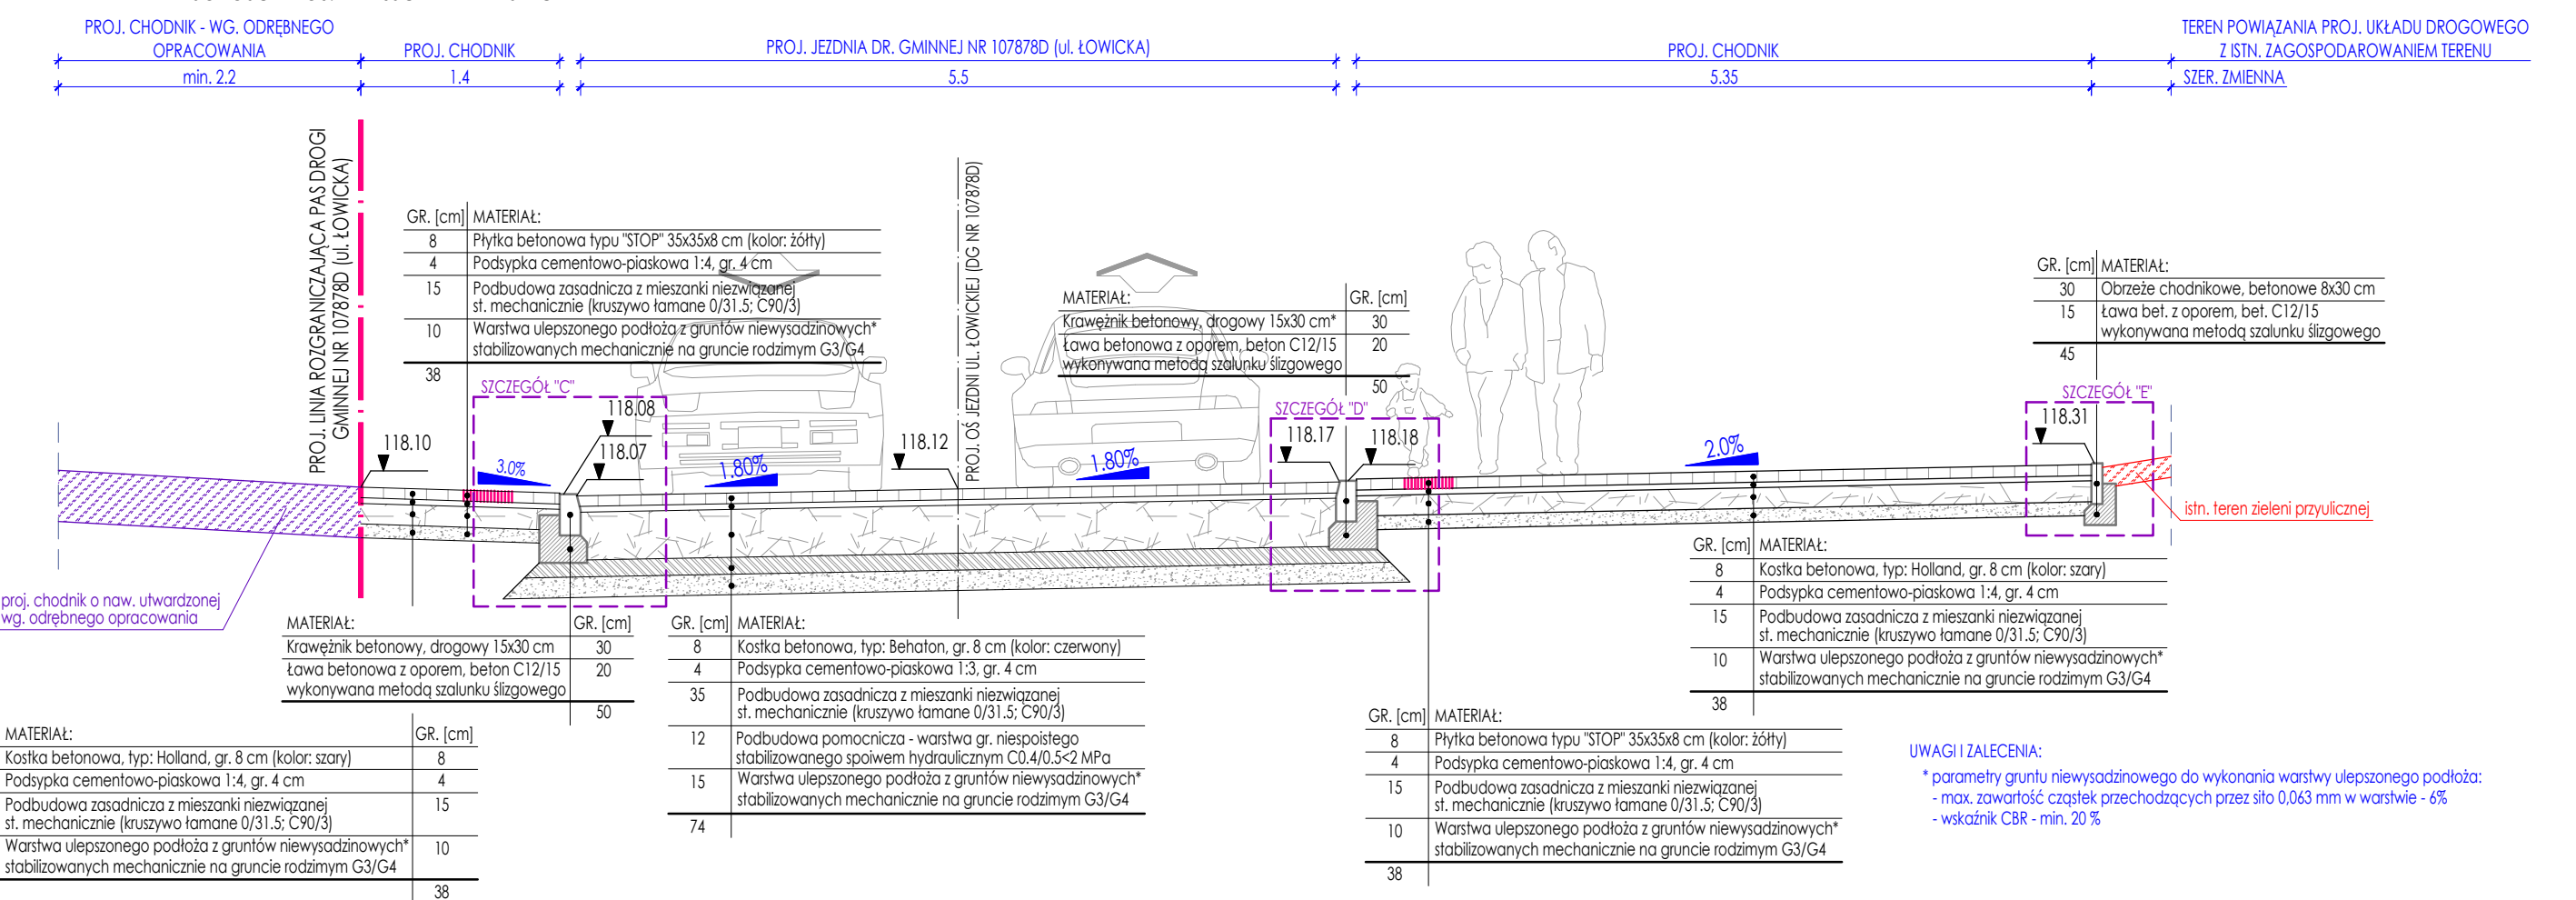 PROJ. CHODNIK - WG. ODRĘBNEGO
OPRACOWANIA
PROJ. CHODNIK
PROJ. JEZDNIA DR. GMINNEJ NR 107878D (ul. ŁOWICKA)
PROJ. CHODNIK
TEREN POWIĄZANIA PROJ. UKŁADU DROGOWEGO
Z ISTN. ZAGOSPODAROWANIEM TERENU
min. 2.2
1.4
5.5
5.35
SZER. ZMIENNA
PROJ. LINIA ROZGRANICZAJĄCA PAS DROGI
GMINNEJ NR 107878D (ul. ŁOWICKA)
PROJ. OŚ JEZDNI UL. ŁOWICKIEJ (DG NR 107878D)
GR. [cm] MATERIAŁ:
8 Płytka betonowa typu "STOP" 35x35x8 cm (kolor: żółty)
4 Podsypka cementowo-piaskowa 1:4, gr. 4 cm
15 Podbudowa zasadnicza z mieszanki niezwiązanej
st. mechanicznie (kruszywo łamane 0/31.5; C90/3)
10 Warstwa ulepszonego podłoża z gruntów niewysadzinowych*
stabilizowanych mechanicznie na gruncie rodzimym G3/G4
38
MATERIAŁ: GR. [cm]
Krawężnik betonowy, drogowy 15x30 cm* 30
Ława betonowa z oporem, beton C12/15 20
wykonywana metodą szalunku ślizgowego
50
GR. [cm] MATERIAŁ:
30 Obrzeże chodnikowe, betonowe 8x30 cm
15 Ława bet. z oporem, bet. C12/15
wykonywana metodą szalunku ślizgowego
45
SZCZEGÓŁ "C"
SZCZEGÓŁ "D"
SZCZEGÓŁ "E"
118.10
118.08
118.07
118.12
118.17
118.18
118.31
3.0%
1.80%
1.80%
2.0%
istn. teren zieleni przyulicznej
proj. chodnik o naw. utwardzonej
wg. odrębnego opracowania
MATERIAŁ: GR. [cm]
Krawężnik betonowy, drogowy 15x30 cm 30
Ława betonowa z oporem, beton C12/15 20
wykonywana metodą szalunku ślizgowego
50
GR. [cm] MATERIAŁ:
8 Kostka betonowa, typ: Behaton, gr. 8 cm (kolor: czerwony)
4 Podsypka cementowo-piaskowa 1:3, gr. 4 cm
35 Podbudowa zasadnicza z mieszanki niezwiązanej
st. mechanicznie (kruszywo łamane 0/31.5; C90/3)
12 Podbudowa pomocnicza - warstwa gr. niespoistego
stabilizowanego spoiwem hydraulicznym C0.4/0.5<2 MPa
15 Warstwa ulepszonego podłoża z gruntów niewysadzinowych*
stabilizowanych mechanicznie na gruncie rodzimym G3/G4
74
GR. [cm] MATERIAŁ:
8 Kostka betonowa, typ: Holland, gr. 8 cm (kolor: szary)
4 Podsypka cementowo-piaskowa 1:4, gr. 4 cm
15 Podbudowa zasadnicza z mieszanki niezwiązanej
st. mechanicznie (kruszywo łamane 0/31.5; C90/3)
10 Warstwa ulepszonego podłoża z gruntów niewysadzinowych*
stabilizowanych mechanicznie na gruncie rodzimym G3/G4
38
MATERIAŁ: GR. [cm]
Kostka betonowa, typ: Holland, gr. 8 cm (kolor: szary) 8
Podsypka cementowo-piaskowa 1:4, gr. 4 cm 4
Podbudowa zasadnicza z mieszanki niezwiązanej 15
st. mechanicznie (kruszywo łamane 0/31.5; C90/3)
Warstwa ulepszonego podłoża z gruntów niewysadzinowych* 10
stabilizowanych mechanicznie na gruncie rodzimym G3/G4
38
GR. [cm] MATERIAŁ:
8 Płytka betonowa typu "STOP" 35x35x8 cm (kolor: żółty)
4 Podsypka cementowo-piaskowa 1:4, gr. 4 cm
15 Podbudowa zasadnicza z mieszanki niezwiązanej
st. mechanicznie (kruszywo łamane 0/31.5; C90/3)
10 Warstwa ulepszonego podłoża z gruntów niewysadzinowych*
stabilizowanych mechanicznie na gruncie rodzimym G3/G4
38
UWAGI I ZALECENIA:
* parametry gruntu niewysadzinowego do wykonania warstwy ulepszonego podłoża:
- max. zawartość cząstek przechodzących przez sito 0,063 mm w warstwie - 6%
- wskaźnik CBR - min. 20 %